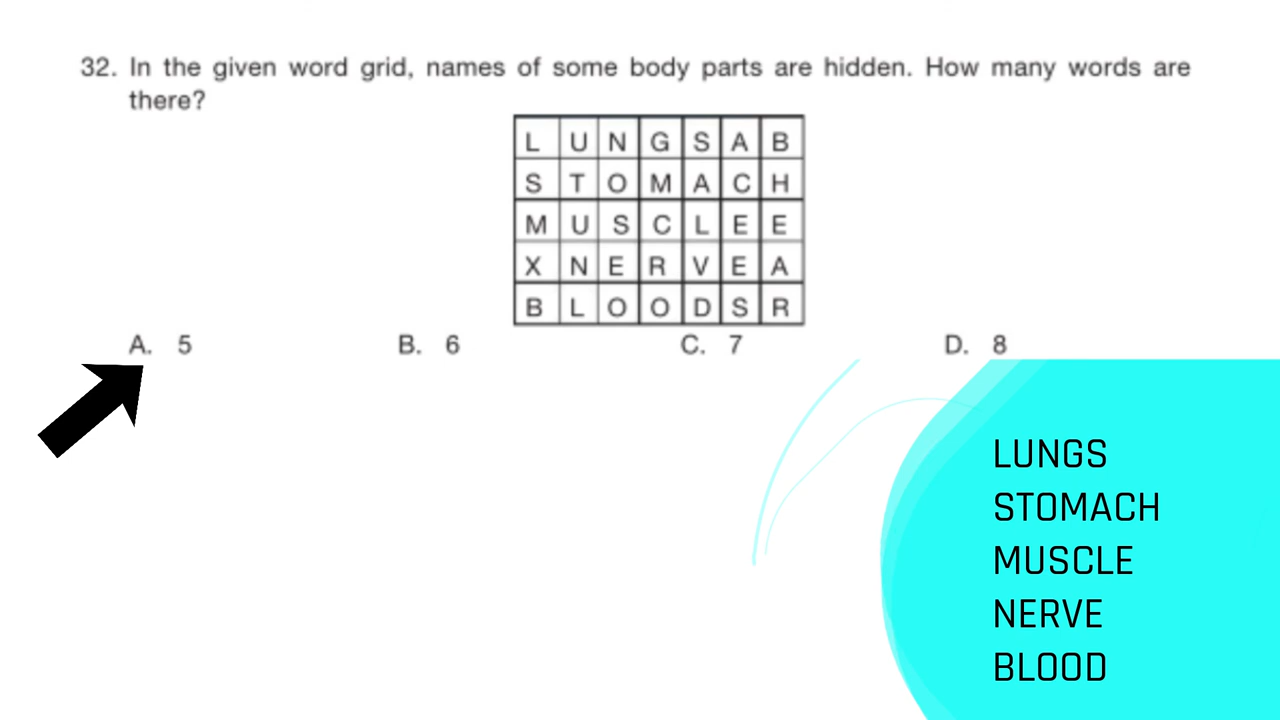 32. In the given word grid, names of some body parts are hidden. How many words are
there?
L U N G S A B
S T O M A C H
M U S C L E E
X N E R V E A
B L O O D S R
A. 5 B. 6 C. 7 D. 8
LUNGS
STOMACH
MUSCLE
NERVE
BLOOD